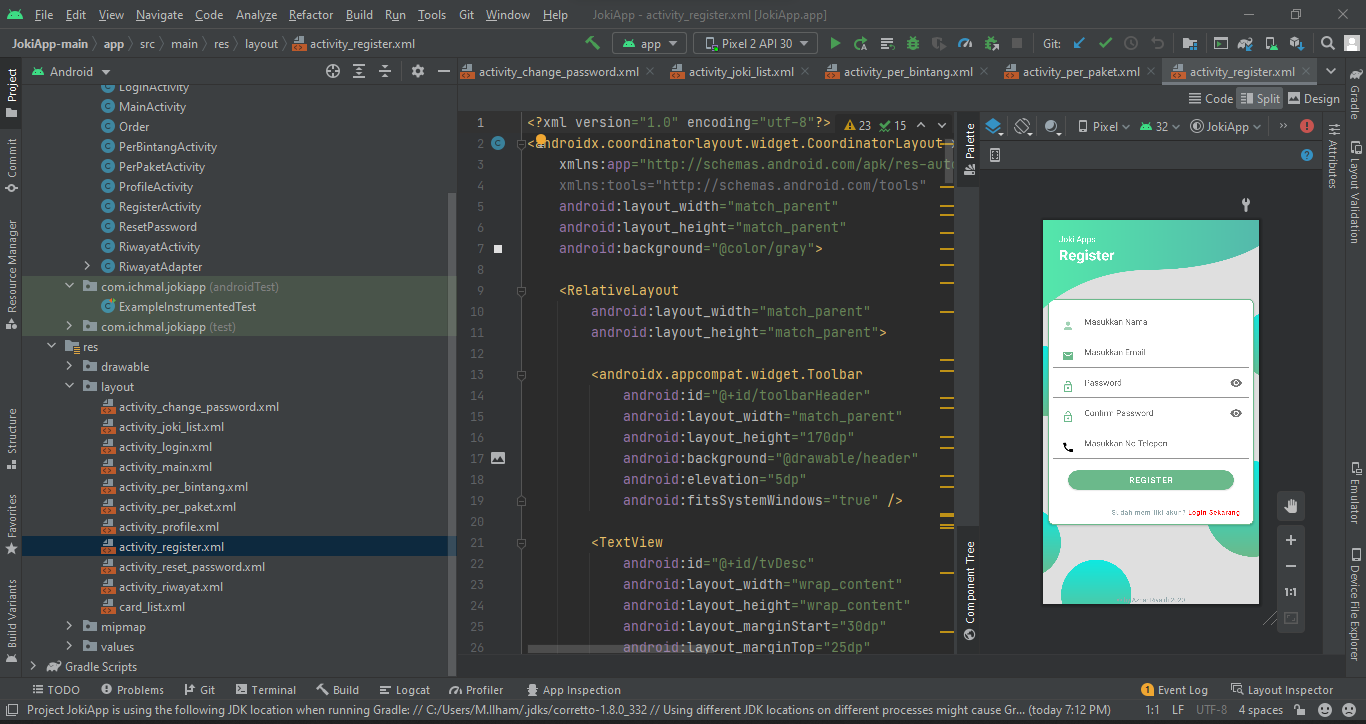 File Edit View Navigate Code Analyze Refactor Build Run Tools Git Window Help JokiApp - activity_register.xml [JokiApp.app]
JokiApp-main app src main res layout activity_register.xml app Pixel 2 API 30 Git:
Android
activity_change_password.xml activity_joki_list.xml activity_per_bintang.xml activity_per_paket.xml activity_register.xml
Code Split Design
Project
Commit
Resource Manager
Structure
Favorites
Build Variants
LoginActivity
MainActivity
Order
PerBintangActivity
PerPaketActivity
ProfileActivity
RegisterActivity
ResetPassword
RiwayatActivity
RiwayatAdapter
com.ichmal.jokiapp (androidTest)
ExampleInstrumentedTest
com.ichmal.jokiapp (test)
res
drawable
layout
activity_change_password.xml
activity_joki_list.xml
activity_login.xml
activity_main.xml
activity_per_bintang.xml
activity_per_paket.xml
activity_profile.xml
activity_register.xml
activity_reset_password.xml
activity_riwayat.xml
card_list.xml
mipmap
values
Gradle Scripts
1 <?xml version="1.0" encoding="utf-8"?> 23 15
2 <androidx.coordinatorlayout.widget.CoordinatorLayout
3 xmlns:app="http://schemas.android.com/apk/res-aut
4 xmlns:tools="http://schemas.android.com/tools"
5 android:layout_width="match_parent"
6 android:layout_height="match_parent"
7 android:background="@color/gray">
8
9 <RelativeLayout
10 android:layout_width="match_parent"
11 android:layout_height="match_parent">
12
13 <androidx.appcompat.widget.Toolbar
14 android:id="@+id/toolbarHeader"
15 android:layout_width="match_parent"
16 android:layout_height="170dp"
17 android:background="@drawable/header"
18 android:elevation="5dp"
19 android:fitsSystemWindows="true" />
20
21 <TextView
22 android:id="@+id/tvDesc"
23 android:layout_width="wrap_content"
24 android:layout_height="wrap_content"
25 android:layout_marginStart="30dp"
26 android:layout_marginTop="25dp"
Palette
Component Tree
Pixel 32 JokiApp
Joki Apps
Register
Masukkan Nama
Masukkan Email
Password
Confirm Password
Masukkan No Telepon
REGISTER
Sudah memiliki akun? Login Sekarang
1:1
Attributes
Gradle
Layout Validation
Emulator
Device File Explorer
TODO Problems Git Terminal Build Logcat Profiler App Inspection 1 Event Log Layout Inspector
Project JokiApp is using the following JDK location when running Gradle: // C:/Users/M.Ilham/.jdks/corretto-1.8.0_332 // Using different JDK locations on different processes might cause Gr... (today 7:12 PM) 1:1 LF UTF-8 4 spaces